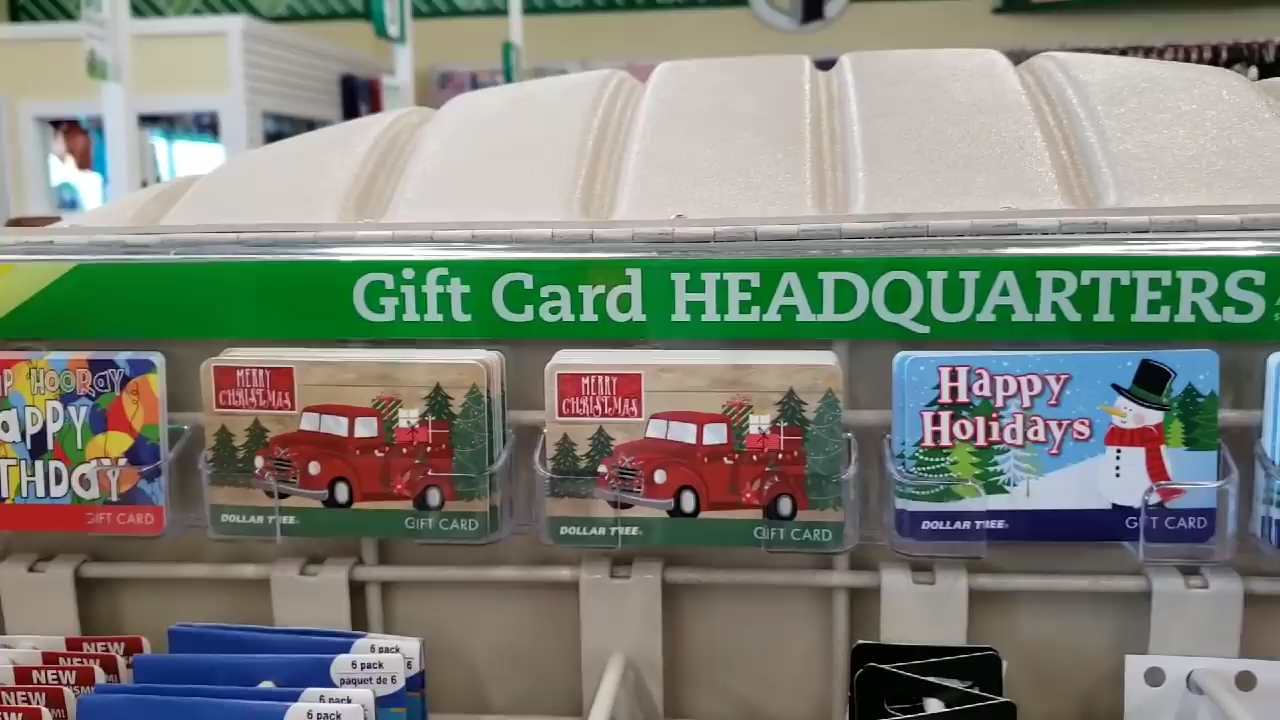 Gift Card HEADQUARTERS
HOORAY
MERRY
CHRISTMAS
DOLLAR TREE
GIFT CARD
MERRY
CHRISTMAS
DOLLAR TREE
GIFT CARD
Happy
Holidays
DOLLAR TREE
GIFT CARD
GIFT CARD
NEW
NEW
NEW
NEW
6 pack
6
6 pack
paquet de 6
6 pack
6 pack